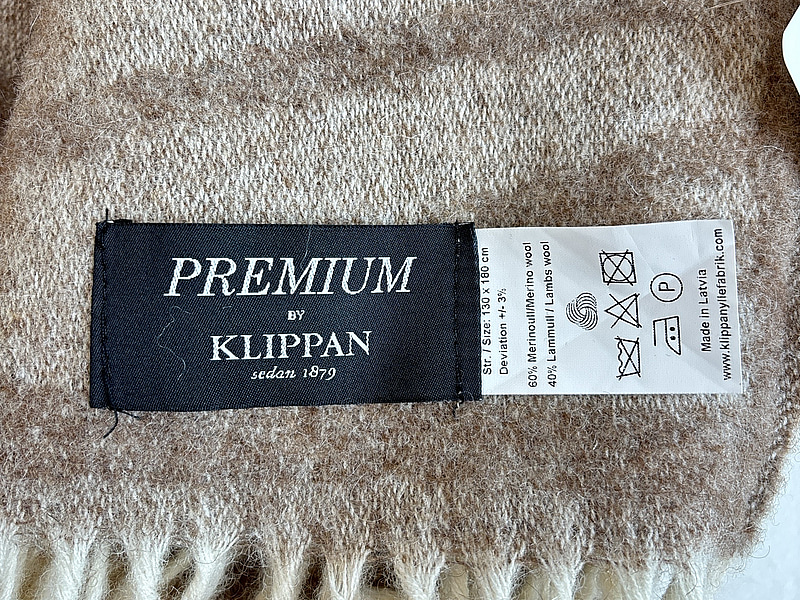 PREMIUM
BY
KLIPPAN
sedan 1879
Str. / Size: 130 x 180 cm
Deviation +/- 3%
60% Merinoull/Merino wool
40% Lammull / Lambs wool
P
Made in Latvia
www.klippanyllefabrik.com